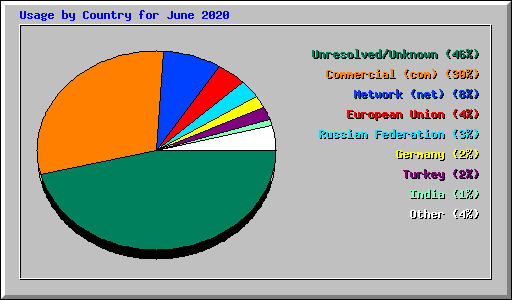 Usage by Country for June 2020
Unresolved/Unknown (46%)
Commercial (com) (30%)
Network (net) (8%)
European Union (4%)
Russian Federation (3%)
Germany (2%)
Turkey (2%)
India (1%)
Other (4%)